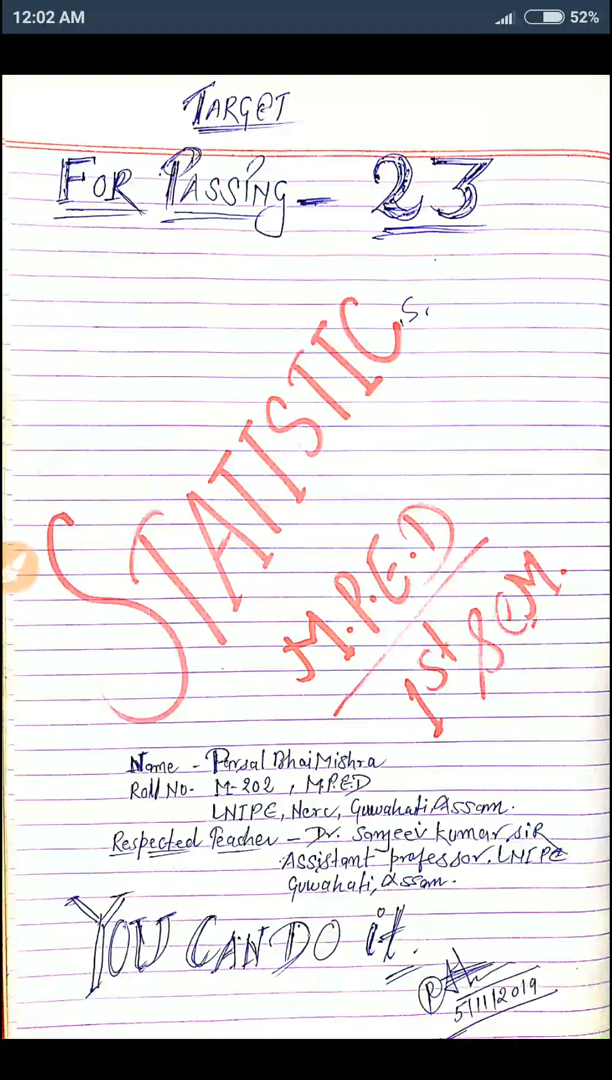 12:02 AM 52%
TARGET
FOR PASSING - 23
STATISTICS.
M.P.E.D
1st SEM.
Name - Parsal Bhai Mishra
Roll No- M-202, M.P.E.D
LNIPE, Nerc, Guwahati Assam.
Respected Teacher - Dr. Sanjeev Kumar, SIR
Assistant professor. LNIPE
Guwahati, Assam.
YOU CAN DO it.
5/11/2019